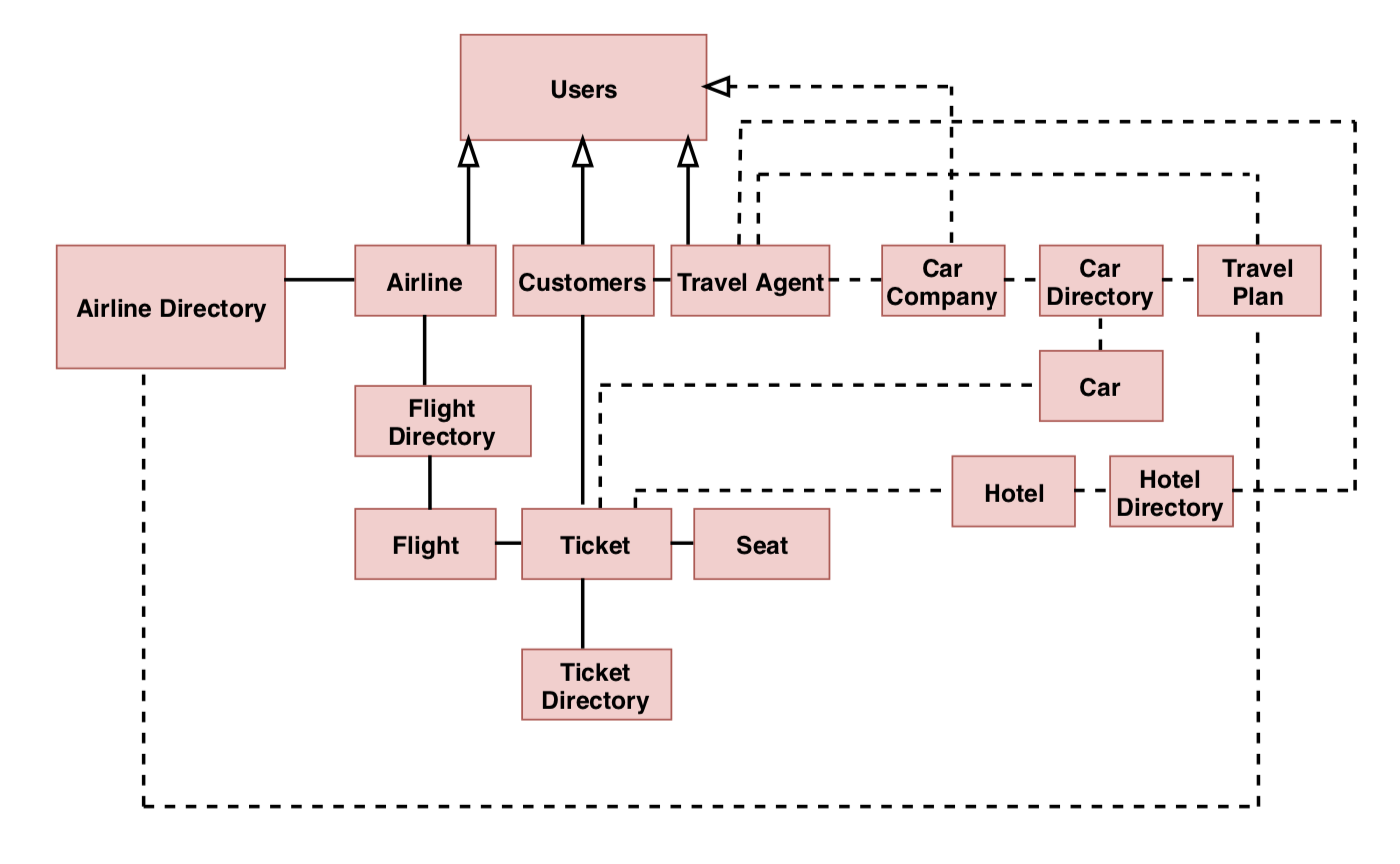 Users
Airline Directory
Airline
Customers
Travel Agent
Car
Company
Car
Directory
Travel
Plan
Flight
Directory
Car
Hotel
Hotel
Directory
Flight
Ticket
Seat
Ticket
Directory